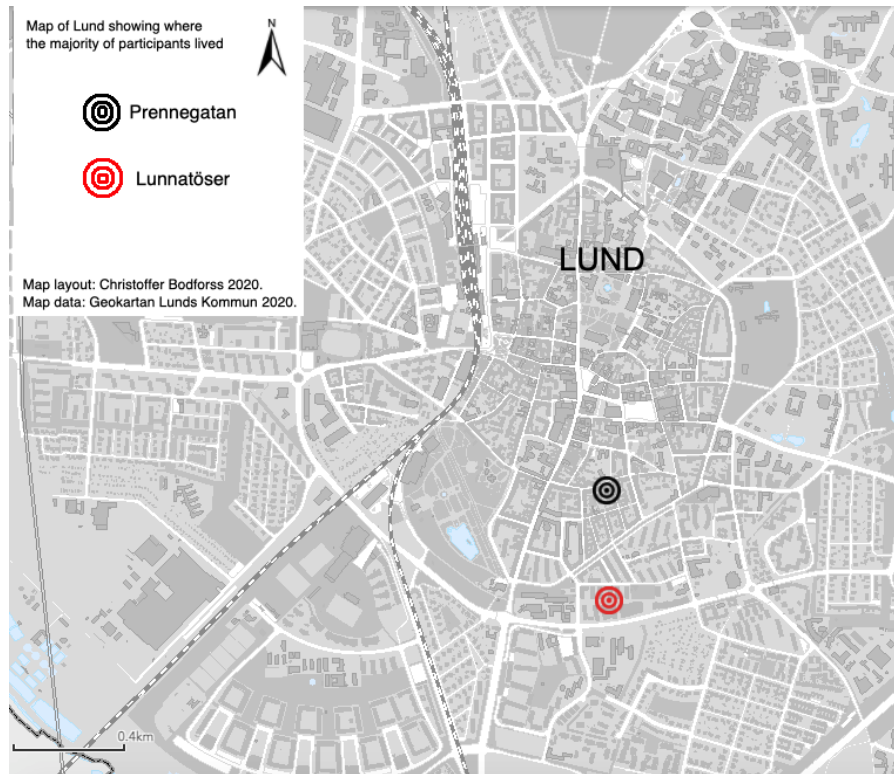 Map of Lund showing where
the majority of participants lived
N
Prennegatan
Lunnatöser
Map layout: Christoffer Bodforss 2020.
Map data: Geokartan Lunds Kommun 2020.
LUND
0.4km